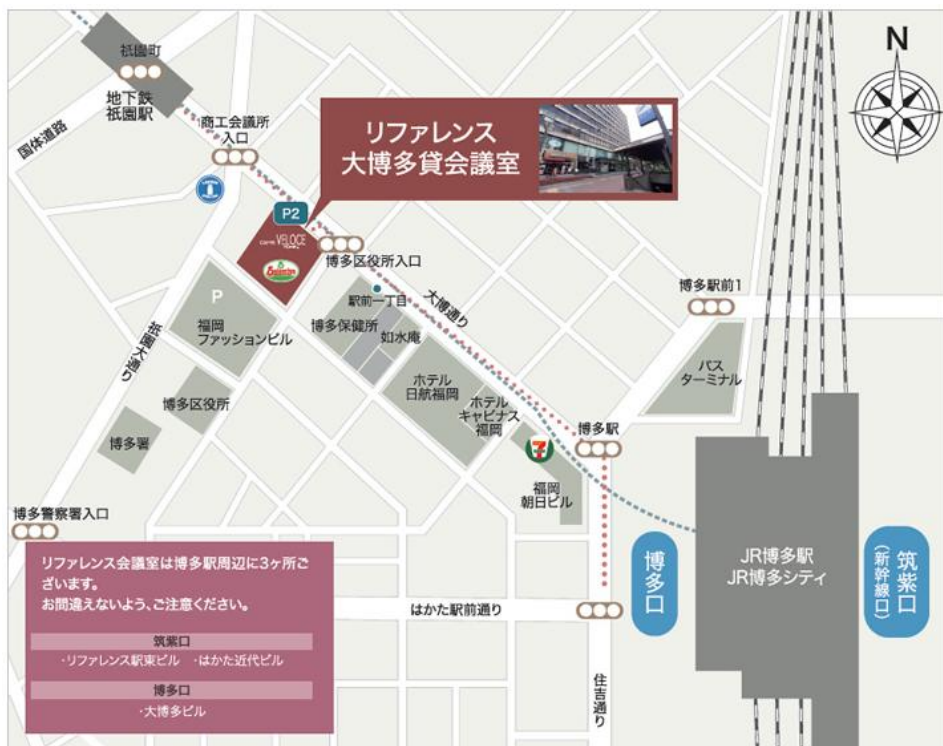 祇園町
地下鉄
祇園駅
国体道路
商工会議所
入口
リファレンス
大博多貸会議室
N
P2
CAFFÈ
VELOCE
博多区役所入口
大博通り
博多駅前1
P
福岡
ファッションビル
駅前一丁目
博多保健所
如水庵
祇園大通り
バス
ターミナル
ホテル
日航福岡
ホテル
キャビナス
福岡
博多区役所
博多署
博多駅
7
福岡
朝日ビル
博多警察署入口
博多口
JR博多駅
JR博多シティ
筑紫口
(新幹線口)
はかた駅前通り
住吉通り
リファレンス会議室は博多駅周辺に3ヶ所ご
ざいます。
お間違えないよう、ご注意ください。
筑紫口
・リファレンス駅東ビル ・はかた近代ビル
博多口
・大博多ビル